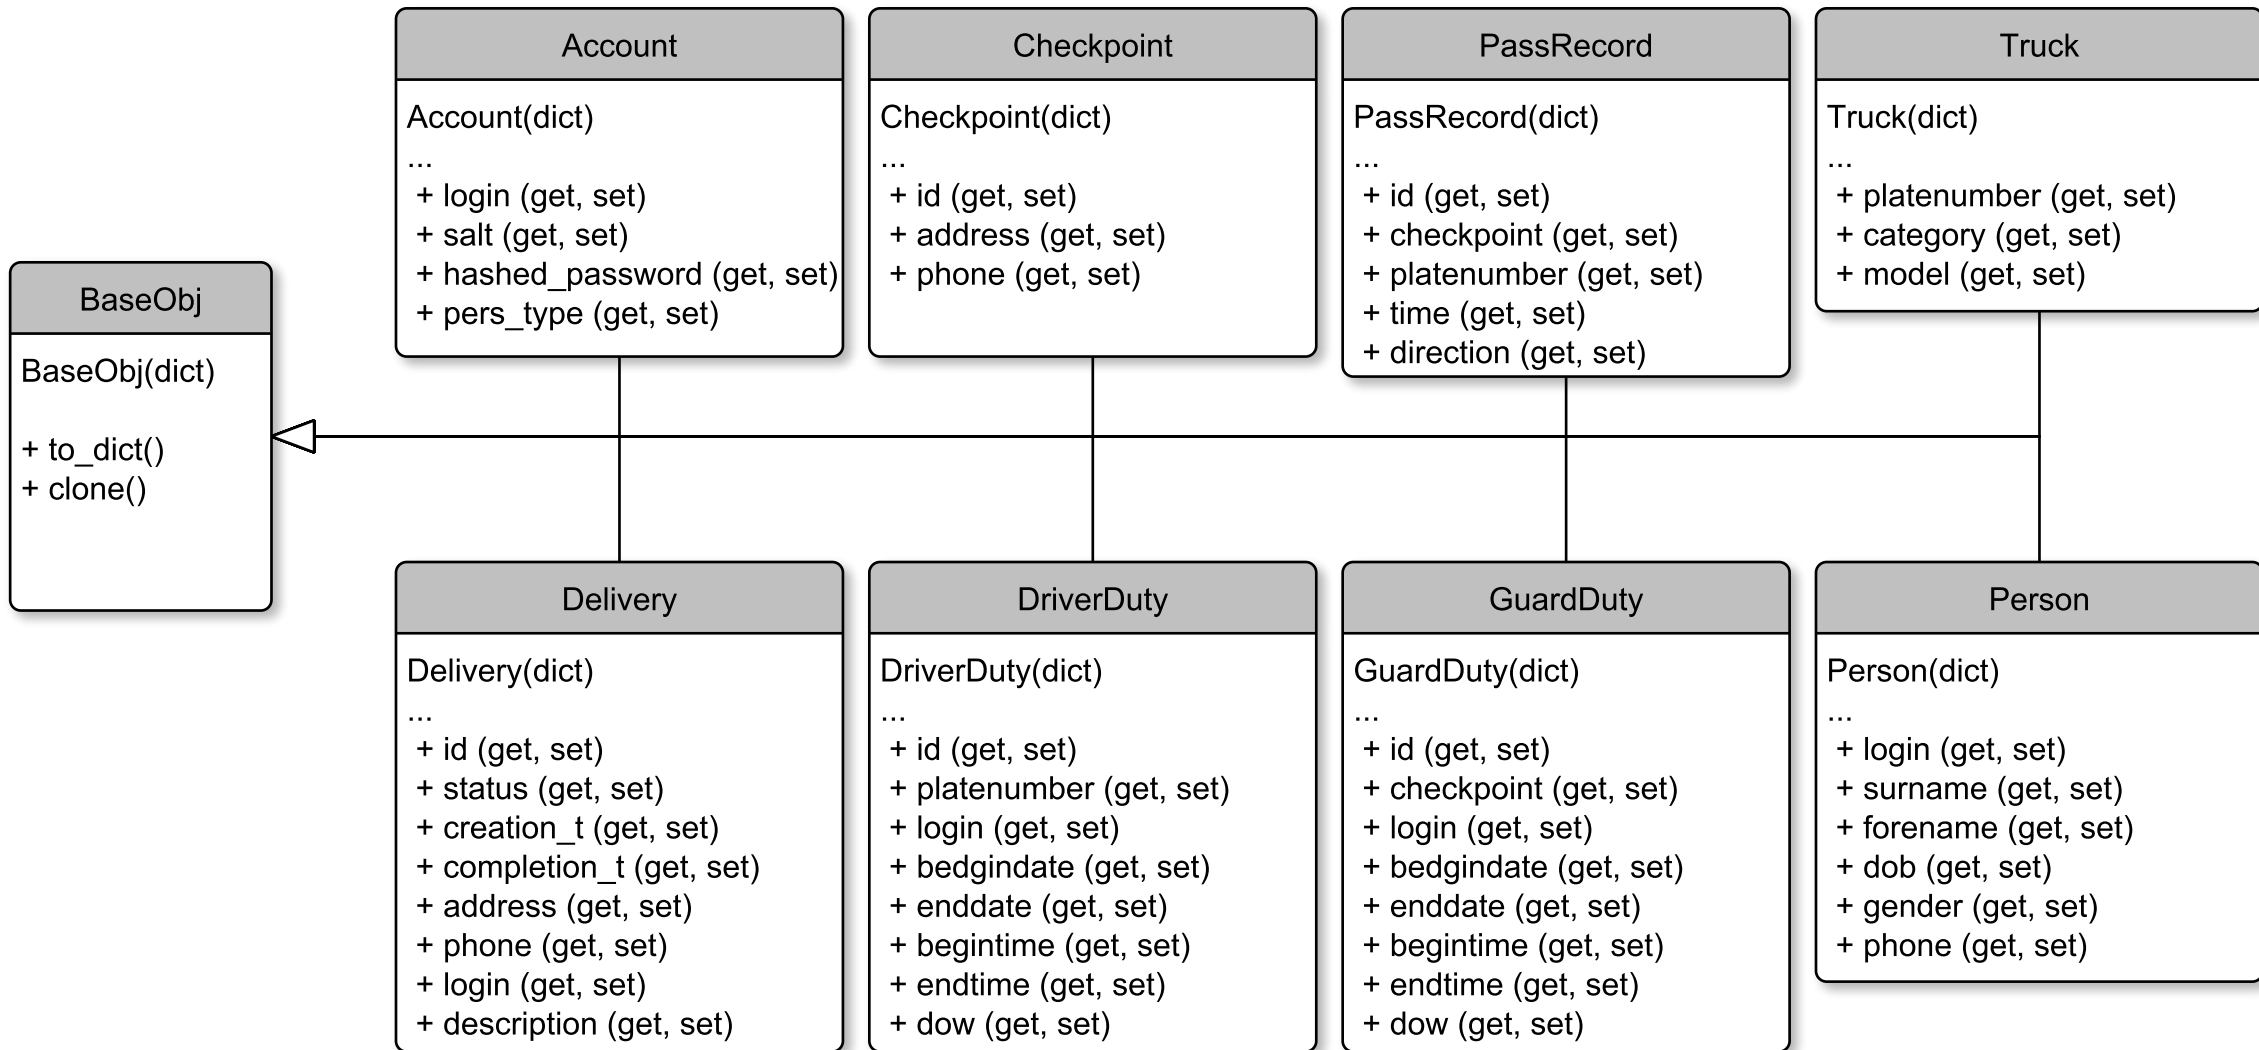 BaseObj
BaseObj(dict)
+ to_dict()
+ clone()
Account
Account(dict)
...
+ login (get, set)
+ salt (get, set)
+ hashed_password (get, set)
+ pers_type (get, set)
Checkpoint
Checkpoint(dict)
...
+ id (get, set)
+ address (get, set)
+ phone (get, set)
PassRecord
PassRecord(dict)
...
+ id (get, set)
+ checkpoint (get, set)
+ platenumber (get, set)
+ time (get, set)
+ direction (get, set)
Truck
Truck(dict)
...
+ platenumber (get, set)
+ category (get, set)
+ model (get, set)
Delivery
Delivery(dict)
...
+ id (get, set)
+ status (get, set)
+ creation_t (get, set)
+ completion_t (get, set)
+ address (get, set)
+ phone (get, set)
+ login (get, set)
+ description (get, set)
DriverDuty
DriverDuty(dict)
...
+ id (get, set)
+ platenumber (get, set)
+ login (get, set)
+ bedgindate (get, set)
+ enddate (get, set)
+ begintime (get, set)
+ endtime (get, set)
+ dow (get, set)
GuardDuty
GuardDuty(dict)
...
+ id (get, set)
+ checkpoint (get, set)
+ login (get, set)
+ bedgindate (get, set)
+ enddate (get, set)
+ begintime (get, set)
+ endtime (get, set)
+ dow (get, set)
Person
Person(dict)
...
+ login (get, set)
+ surname (get, set)
+ forename (get, set)
+ dob (get, set)
+ gender (get, set)
+ phone (get, set)